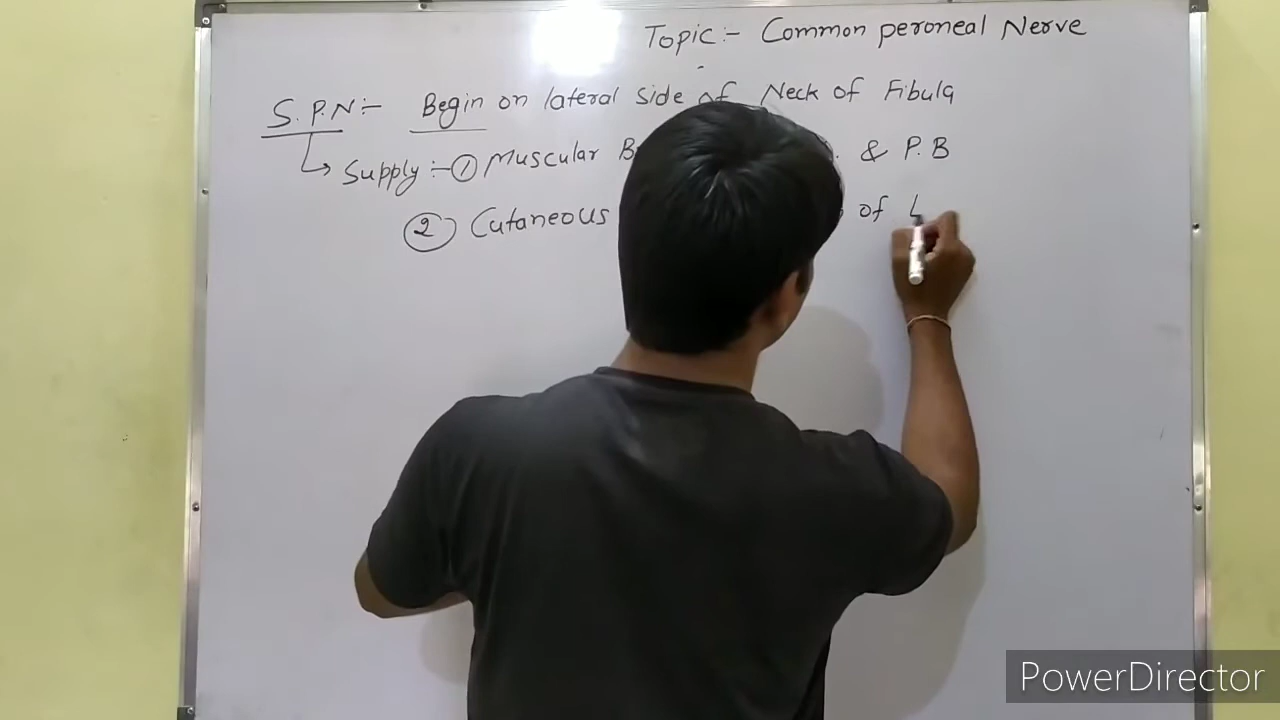 Topic:- Common peroneal Nerve
S.P.N:- Begin on lateral Side of Neck of Fibula
Supply:-① Muscular & P.B
② Cutaneous of
PowerDirector